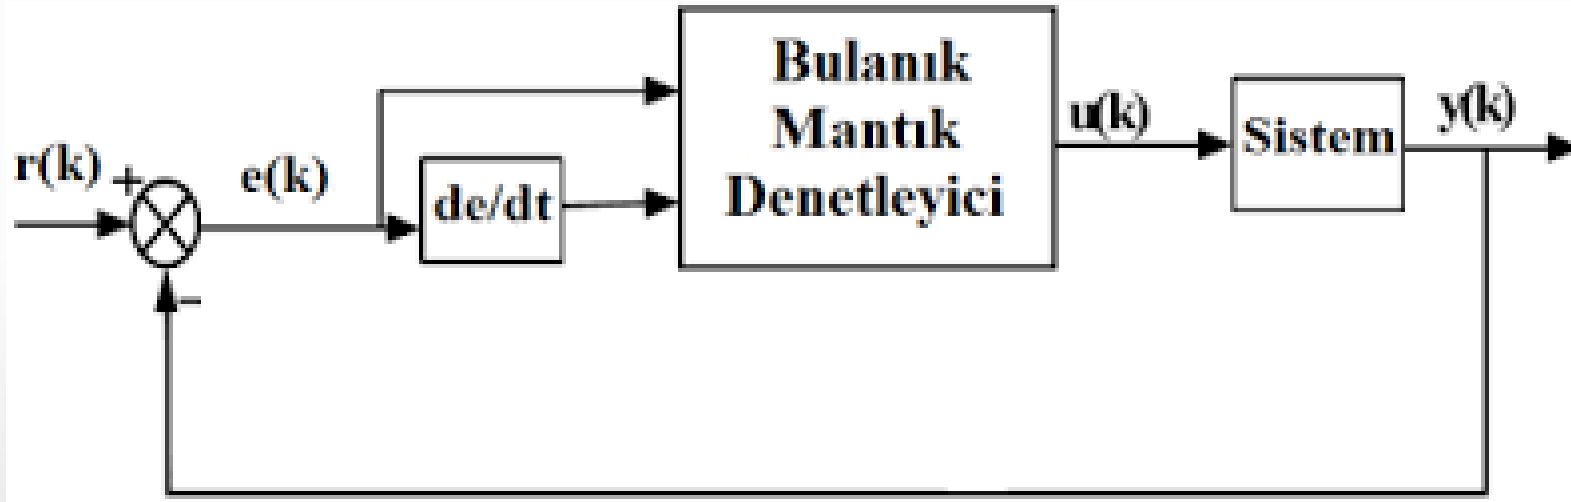 r(k)
+
e(k)
de/dt
Bulanık
Mantık
Denetleyici
u(k)
Sistem
y(k)
−